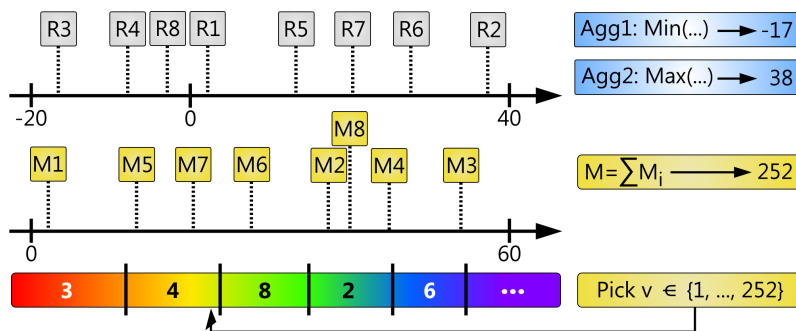 R3 R4 R8 R1 R5 R7 R6 R2
Agg1: Min(...) → -17
Agg2: Max(...) → 38
-20 0 40
M8
M1 M5 M7 M6 M2 M4 M3
M=∑Mi → 252
0 60
3 4 8 2 6 ...
Pick v ∈ {1, ..., 252}